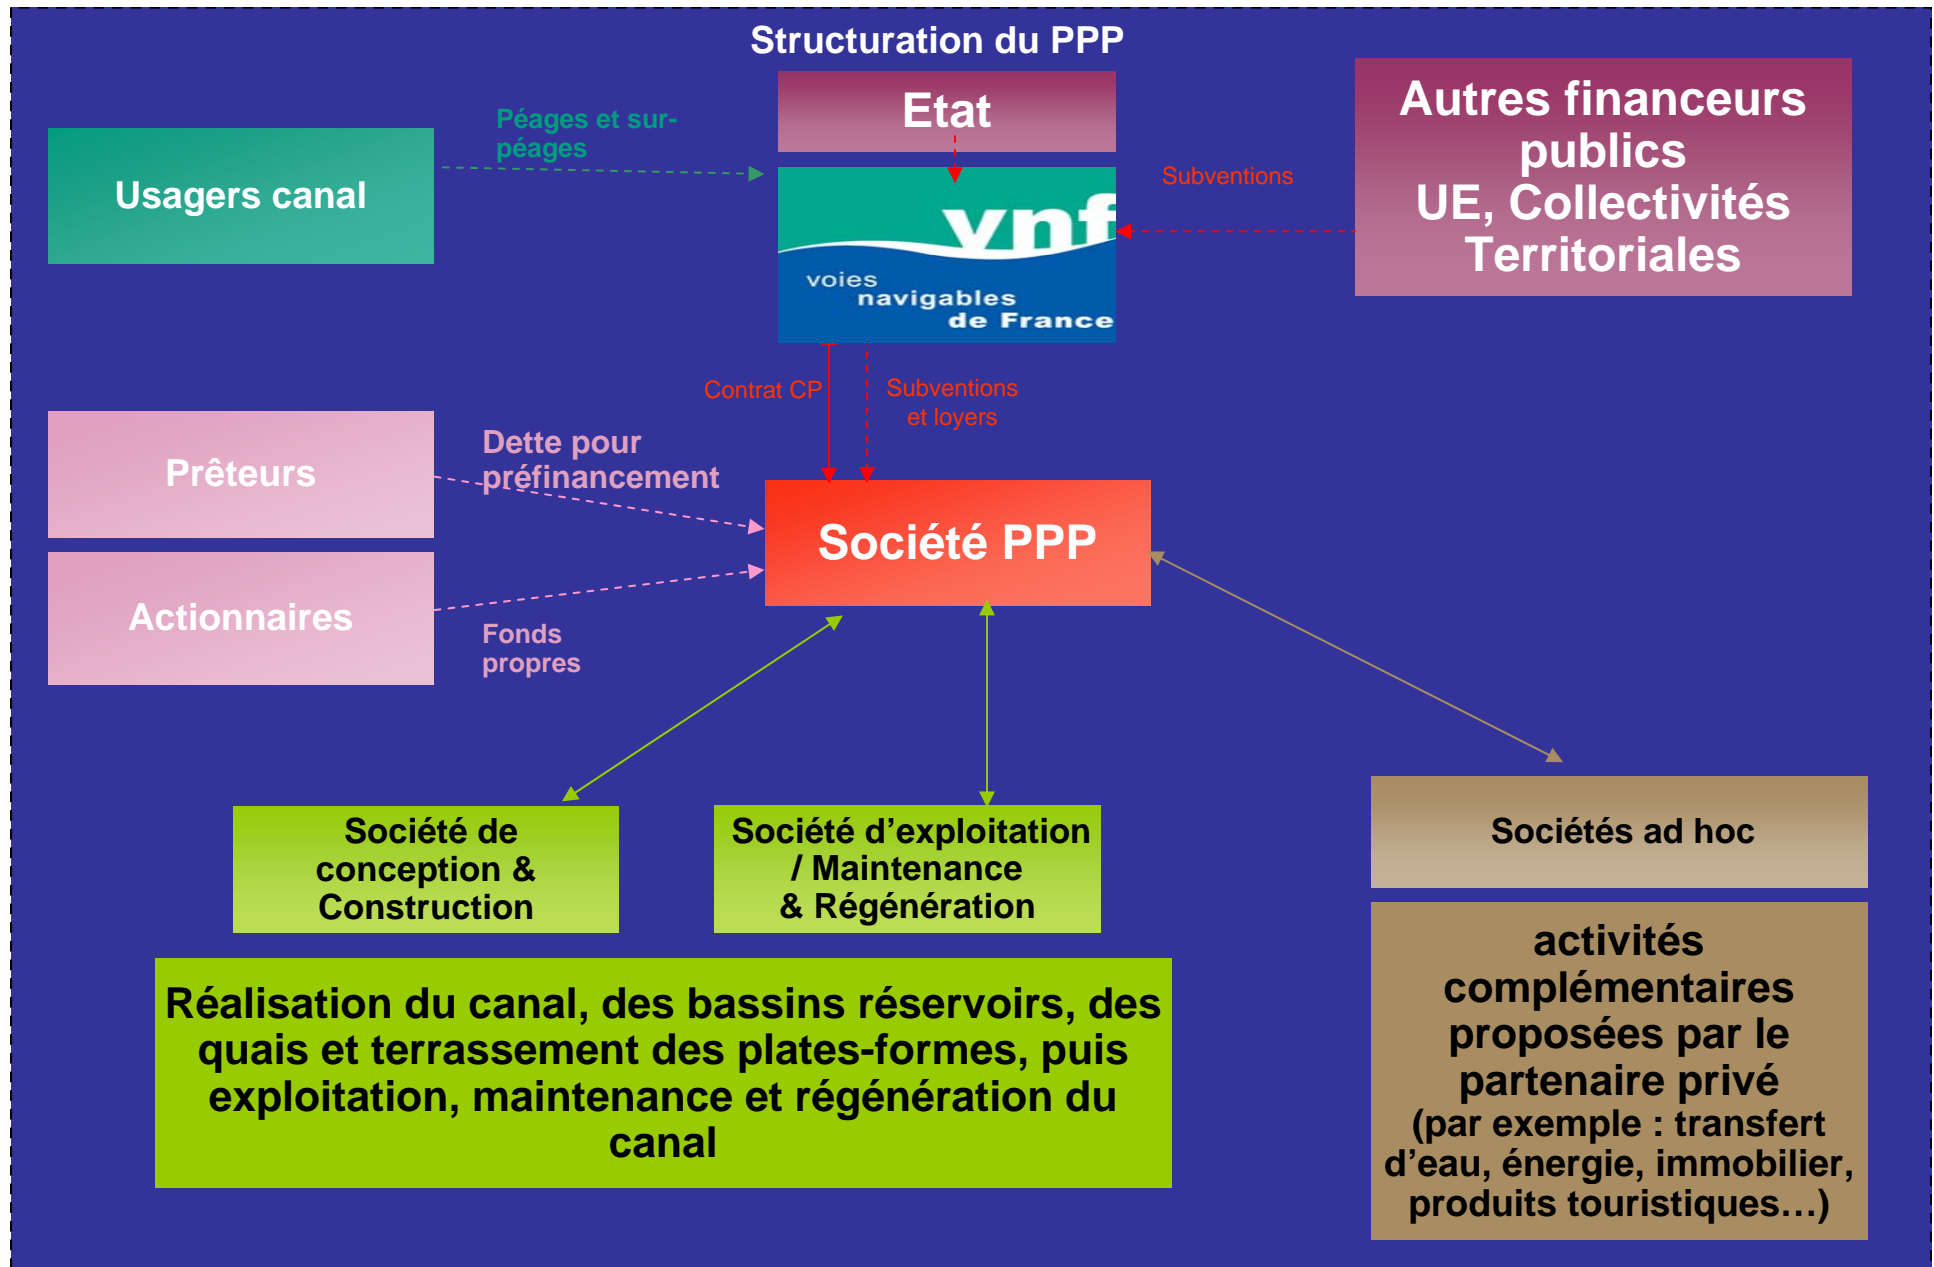 Structuration du PPP
Etat
Autres financeurs
publics
UE, Collectivités
Territoriales
Péages et sur-
péages
Usagers canal
Subventions
vnf
voies
navigables
de France
Contrat CP
Subventions
et loyers
Prêteurs
Dette pour
préfinancement
Société PPP
Actionnaires
Fonds
propres
Société de
conception &
Construction
Société d’exploitation
/ Maintenance
& Régénération
Sociétés ad hoc
Réalisation du canal, des bassins réservoirs, des
quais et terrassement des plates-formes, puis
exploitation, maintenance et régénération du
canal
activités
complémentaires
proposées par le
partenaire privé
(par exemple : transfert
d’eau, énergie, immobilier,
produits touristiques…)